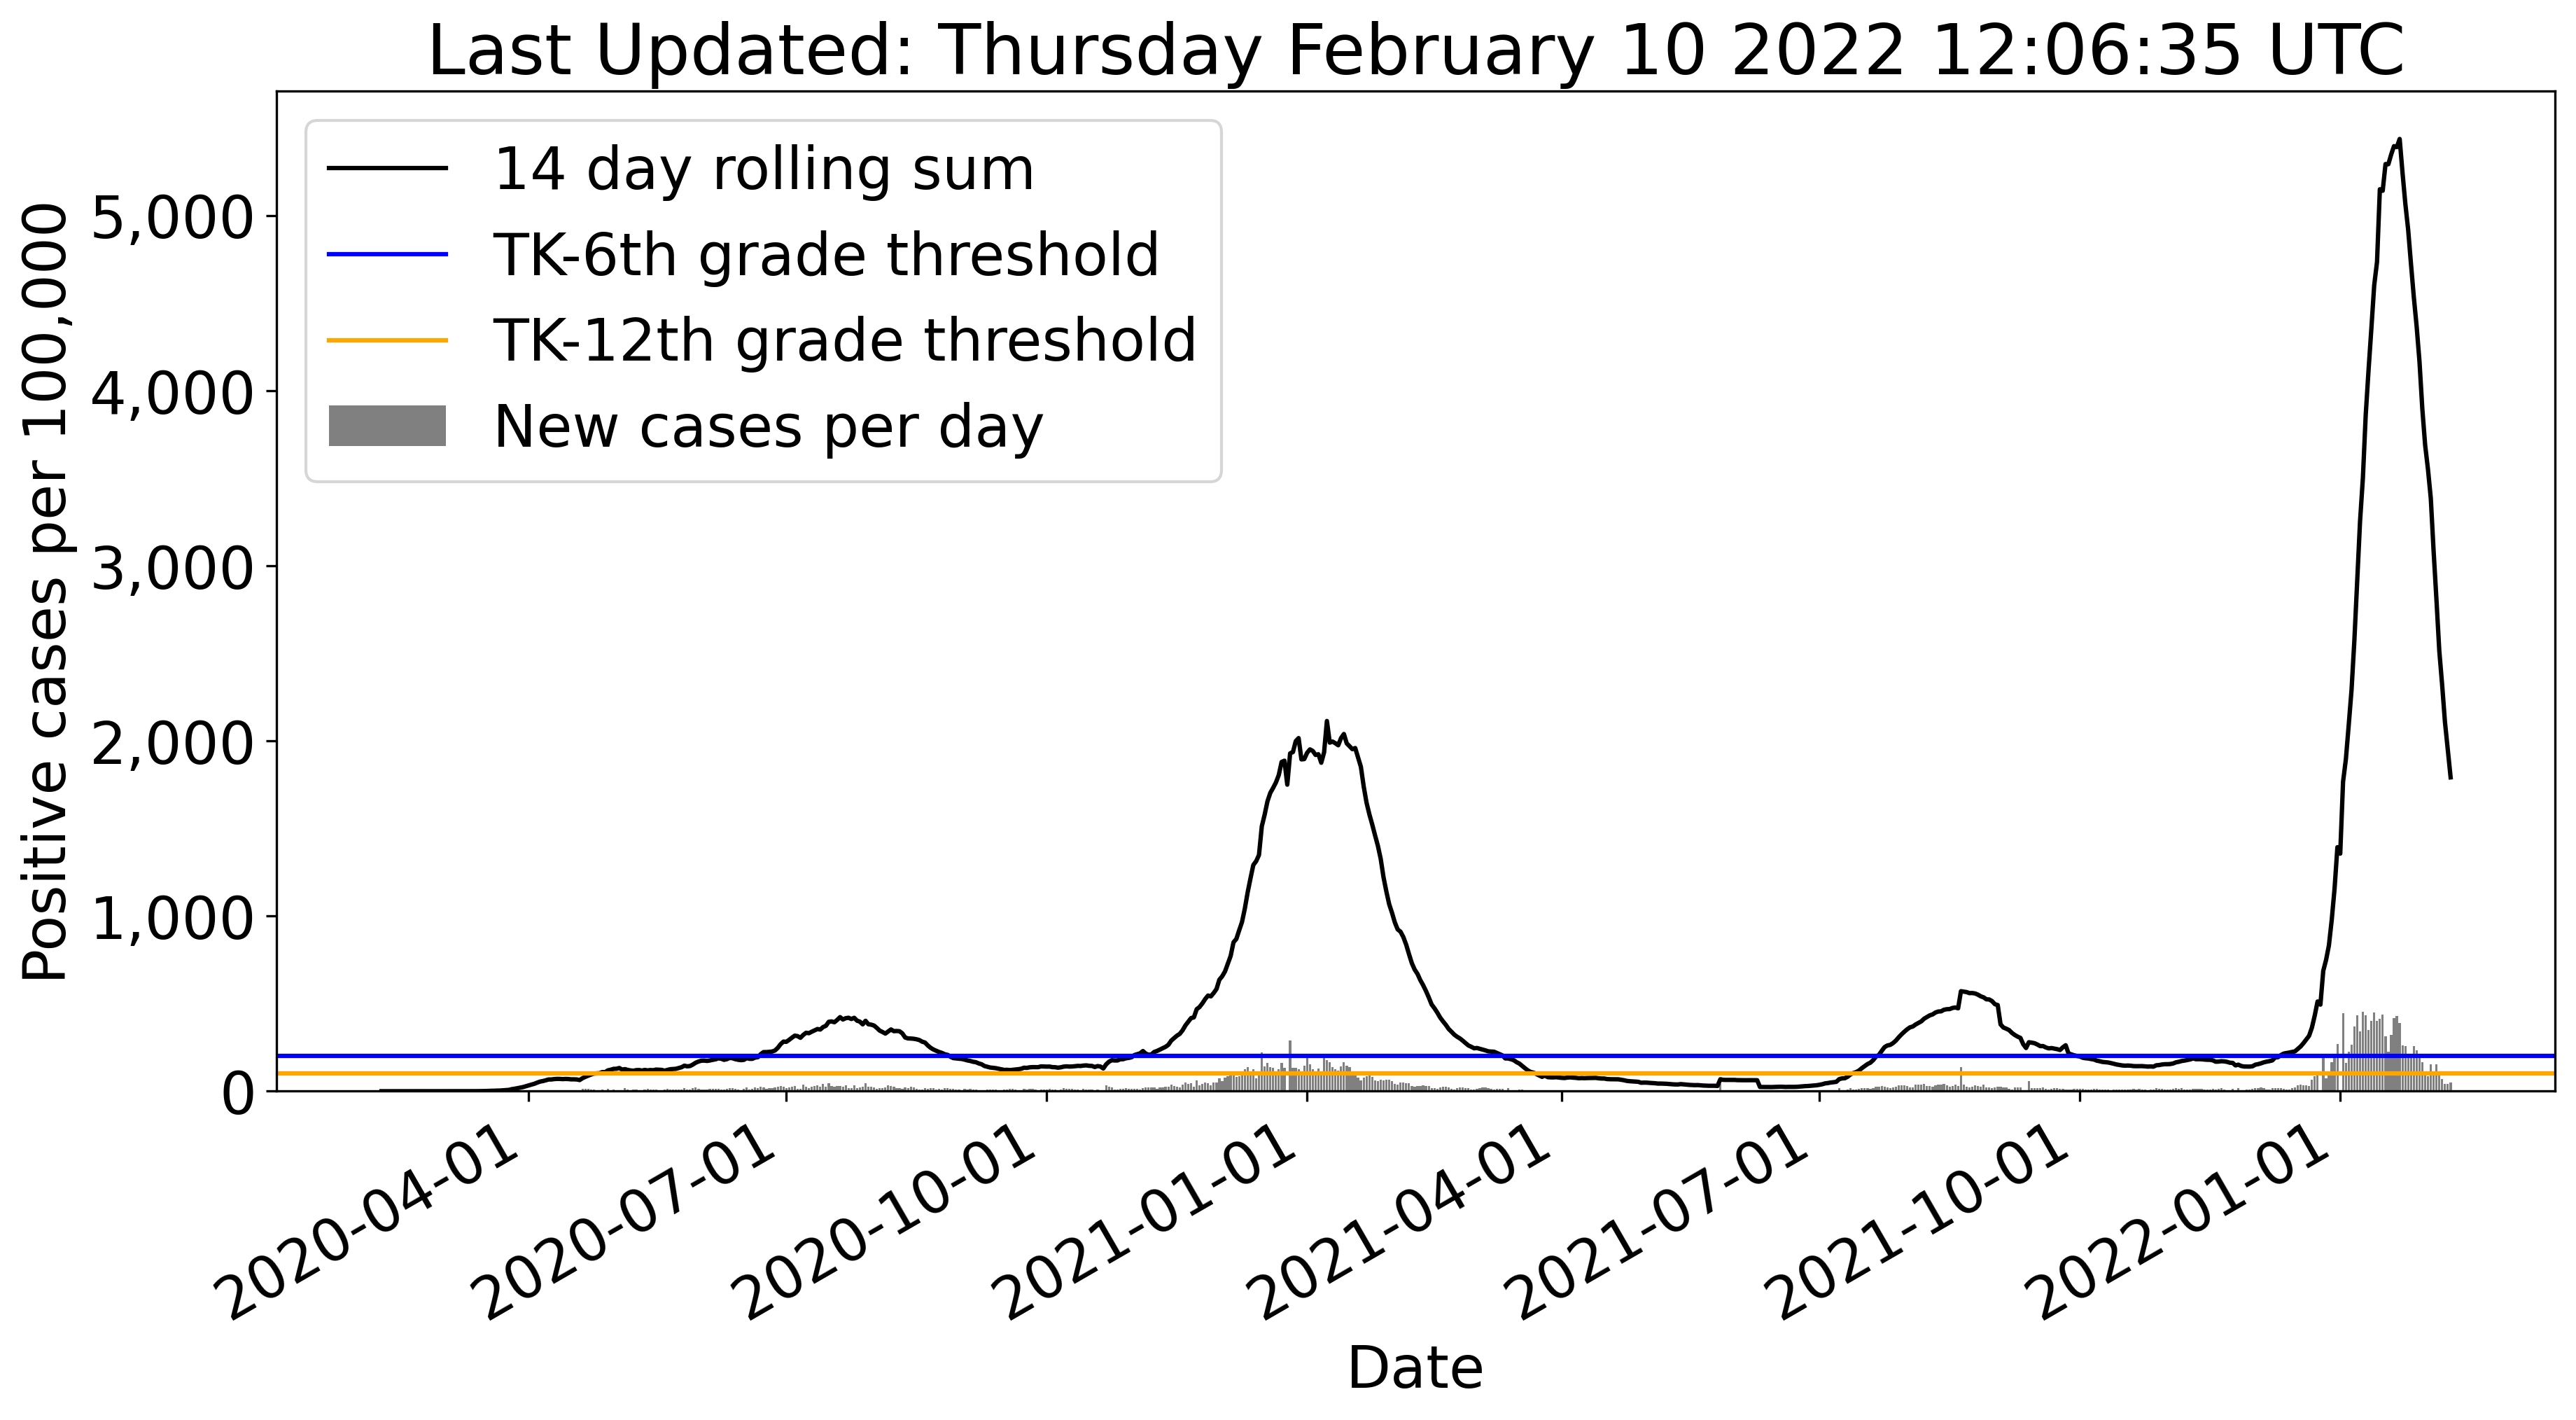 Last Updated: Thursday February 10 2022 12:06:35 UTC
14 day rolling sum
TK-6th grade threshold
TK-12th grade threshold
New cases per day
Positive cases per 100,000
5,000
4,000
3,000
2,000
1,000
0
2020-04-01
2020-07-01
2020-10-01
2021-01-01
2021-04-01
2021-07-01
2021-10-01
2022-01-01
Date